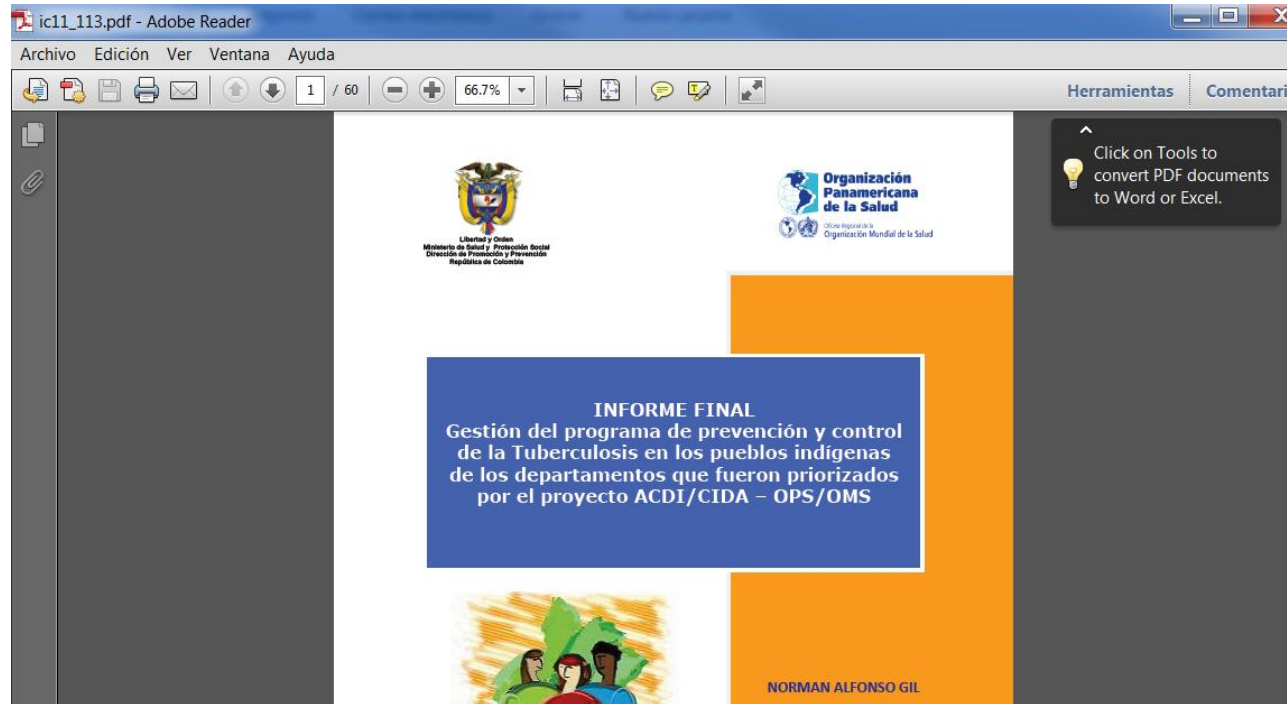 ic11_113.pdf - Adobe Reader
Archivo Edición Ver Ventana Ayuda
1 / 60 66.7%
Herramientas Comentari
Click on Tools to
convert PDF documents
to Word or Excel.
Libertad y Orden
Ministerio de Salud y Protección Social
Dirección de Promoción y Prevención
República de Colombia
Organización
Panamericana
de la Salud
Oficina Regional de la
Organización Mundial de la Salud
INFORME FINAL
Gestión del programa de prevención y control
de la Tuberculosis en los pueblos indígenas
de los departamentos que fueron priorizados
por el proyecto ACDI/CIDA – OPS/OMS
NORMAN ALFONSO GIL